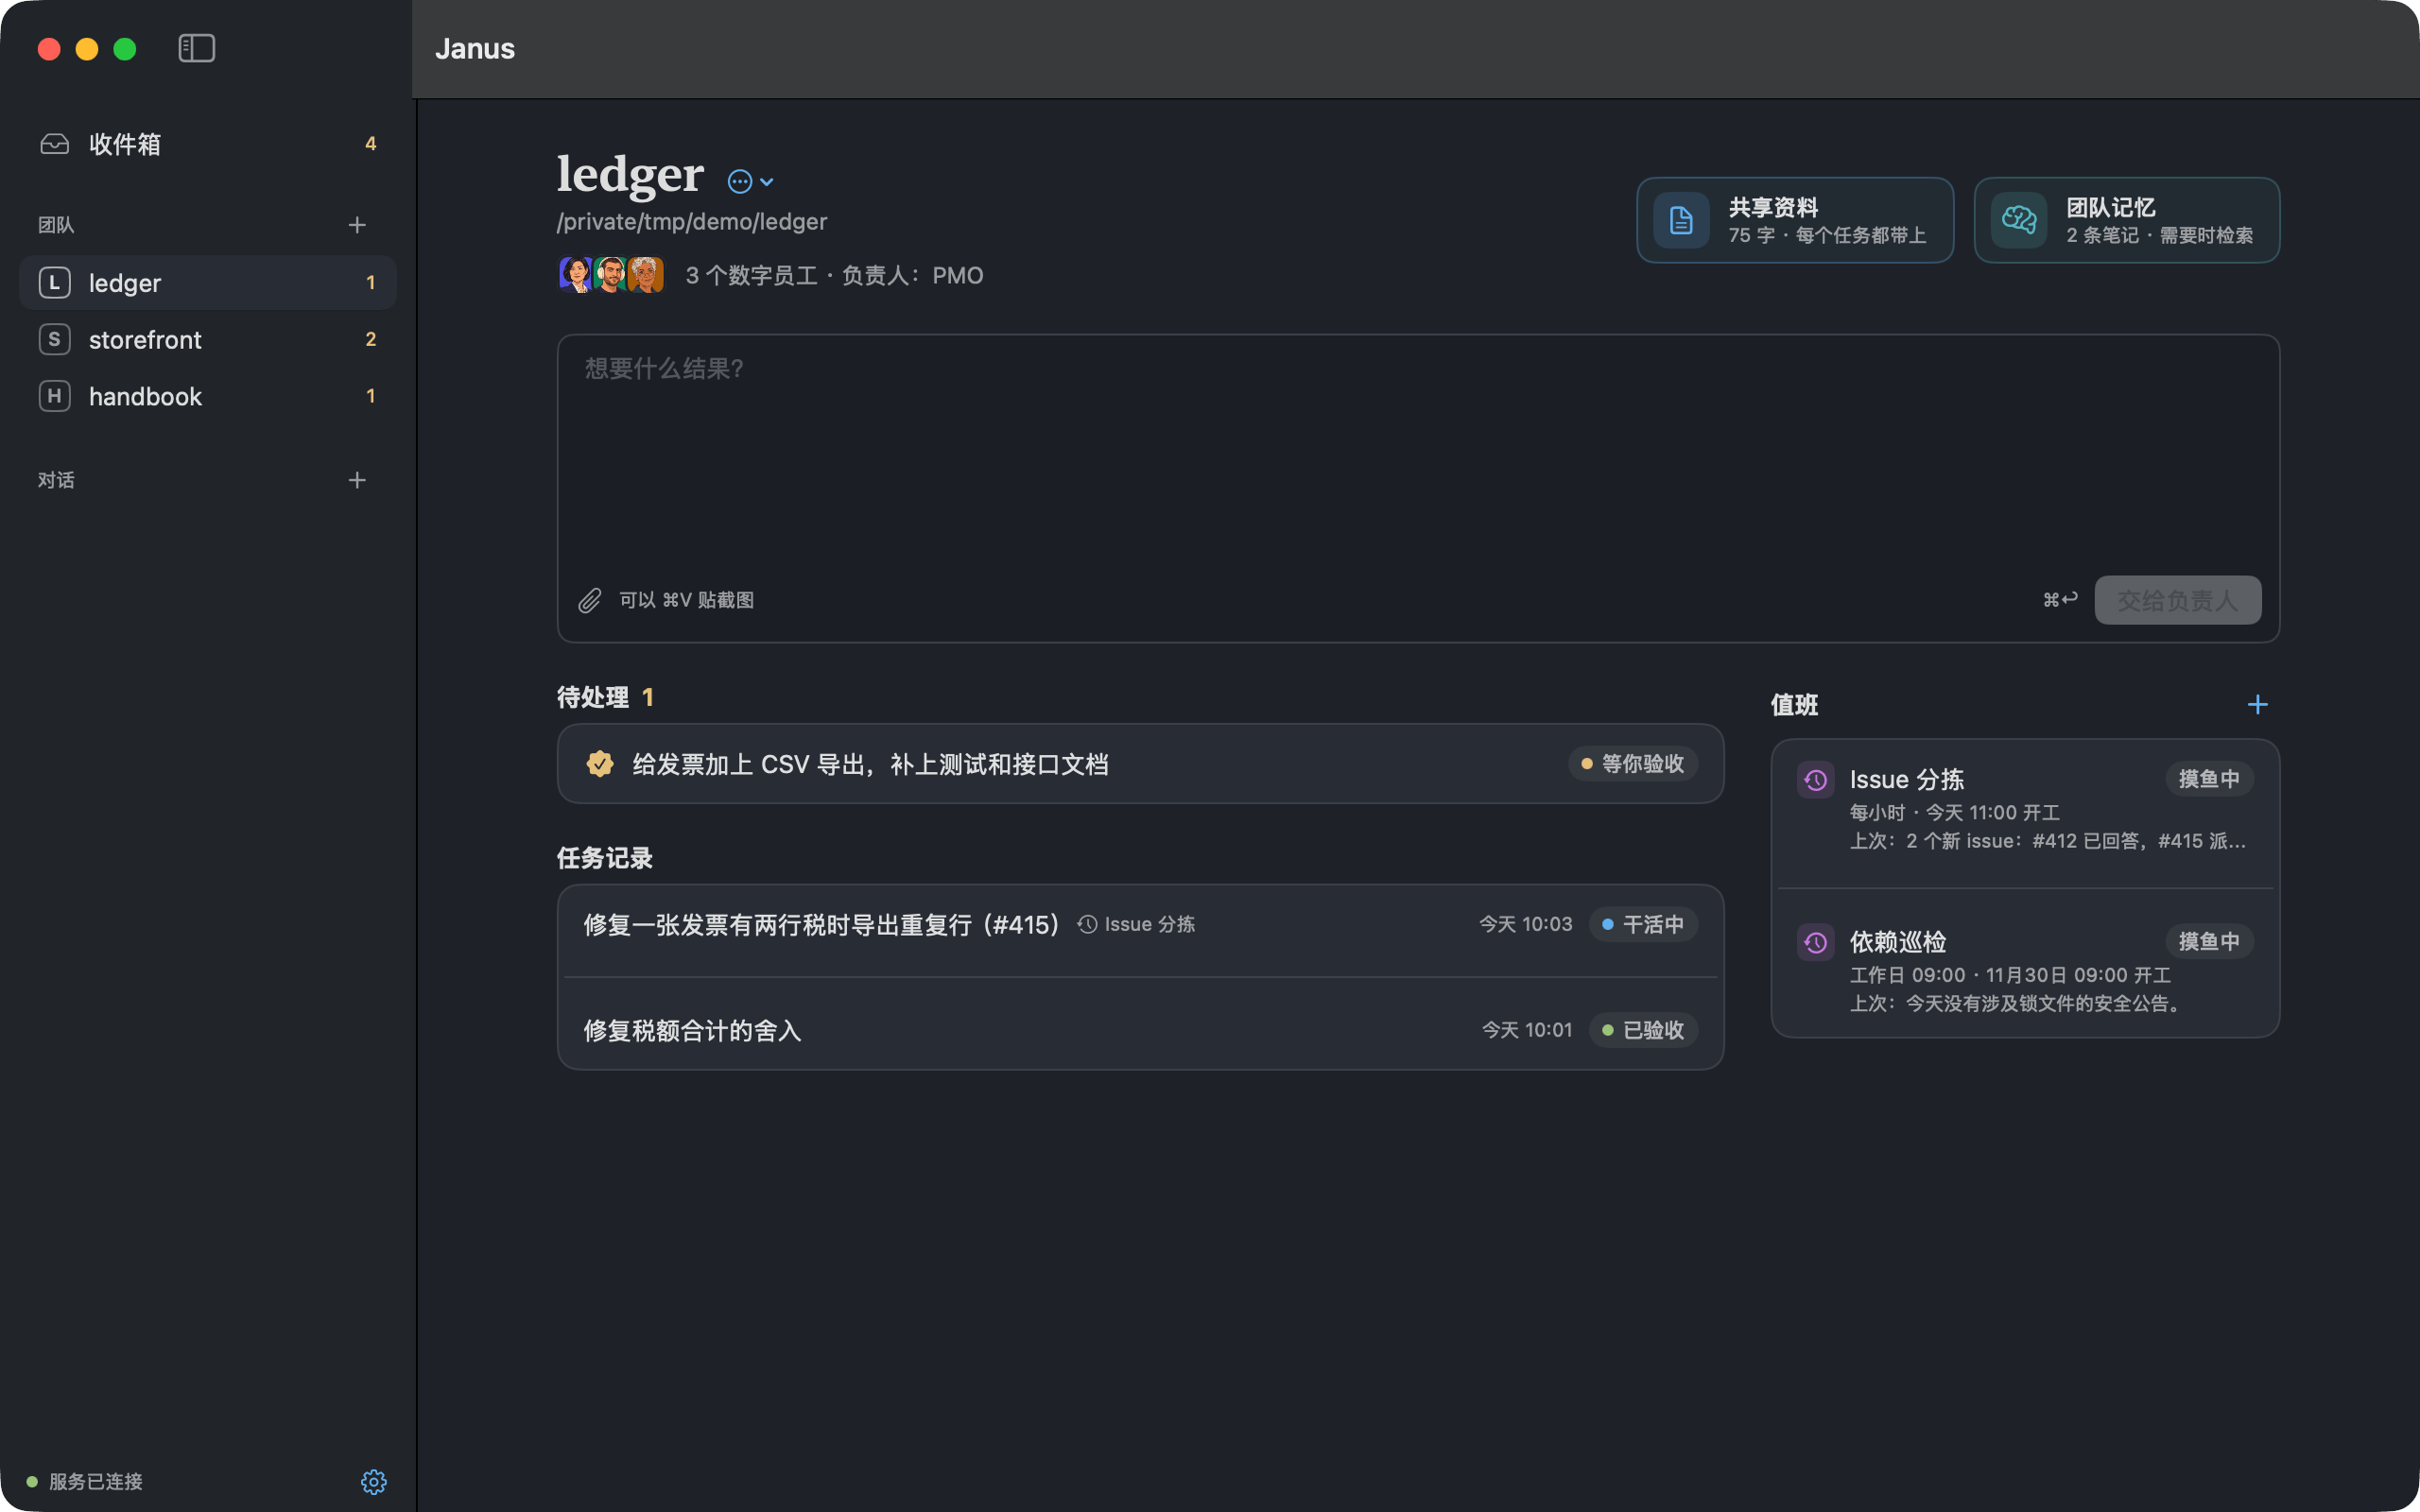 Janus
收件箱 4
团队
L ledger 1
S storefront 2
H handbook 1
对话
服务已连接
ledger
/private/tmp/demo/ledger
3 个数字员工 · 负责人：PMO
共享资料
75 字 · 每个任务都带上
团队记忆
2 条笔记 · 需要时检索
想要什么结果？
可以 ⌘V 贴截图
⌘↩ 交给负责人
待处理 1
给发票加上 CSV 导出，补上测试和接口文档 等你验收
任务记录
修复一张发票有两行税时导出重复行（#415） Issue 分拣 今天 10:03 干活中
修复税额合计的舍入 今天 10:01 已验收
值班
Issue 分拣 摸鱼中
每小时 · 今天 11:00 开工
上次：2 个新 issue：#412 已回答，#415 派…
依赖巡检 摸鱼中
工作日 09:00 · 11月30日 09:00 开工
上次：今天没有涉及锁文件的安全公告。